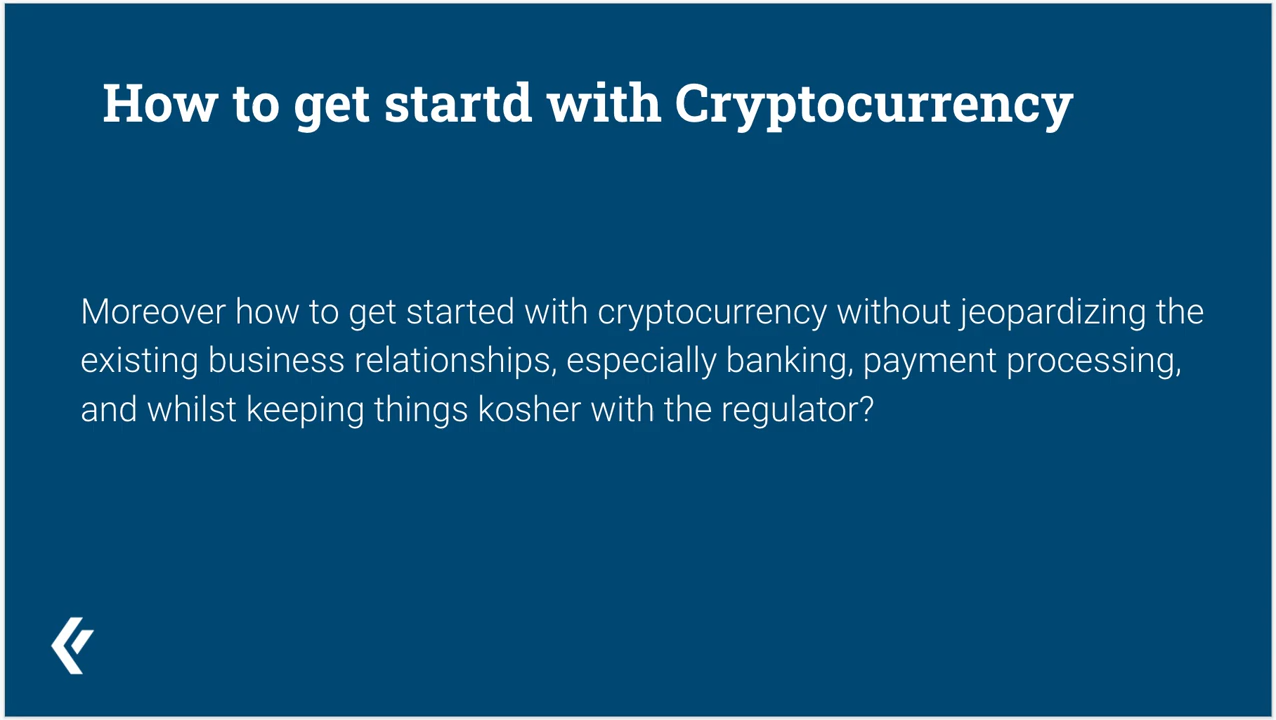 How to get startd with Cryptocurrency
Moreover how to get started with cryptocurrency without jeopardizing the
existing business relationships, especially banking, payment processing,
and whilst keeping things kosher with the regulator?